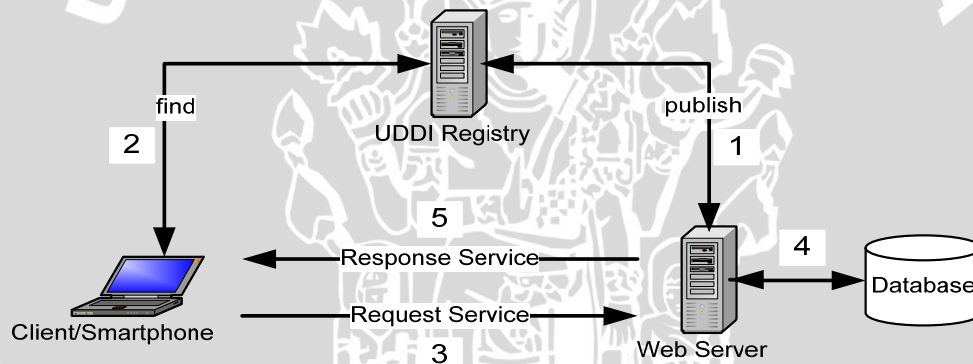 find
publish
UDDI Registry
2
1
5
4
Response Service
Database
Request Service
Client/Smartphone
3
Web Server